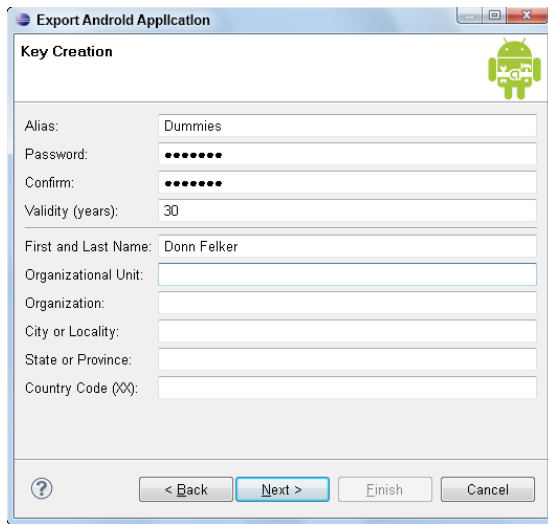 Export Android Application
Key Creation
Alias: Dummies
Password: ●●●●●●●
Confirm: ●●●●●●●
Validity (years): 30
First and Last Name: Donn Felker
Organizational Unit:
Organization:
City or Locality:
State or Province:
Country Code (XX):
? < Back Next > Finish Cancel